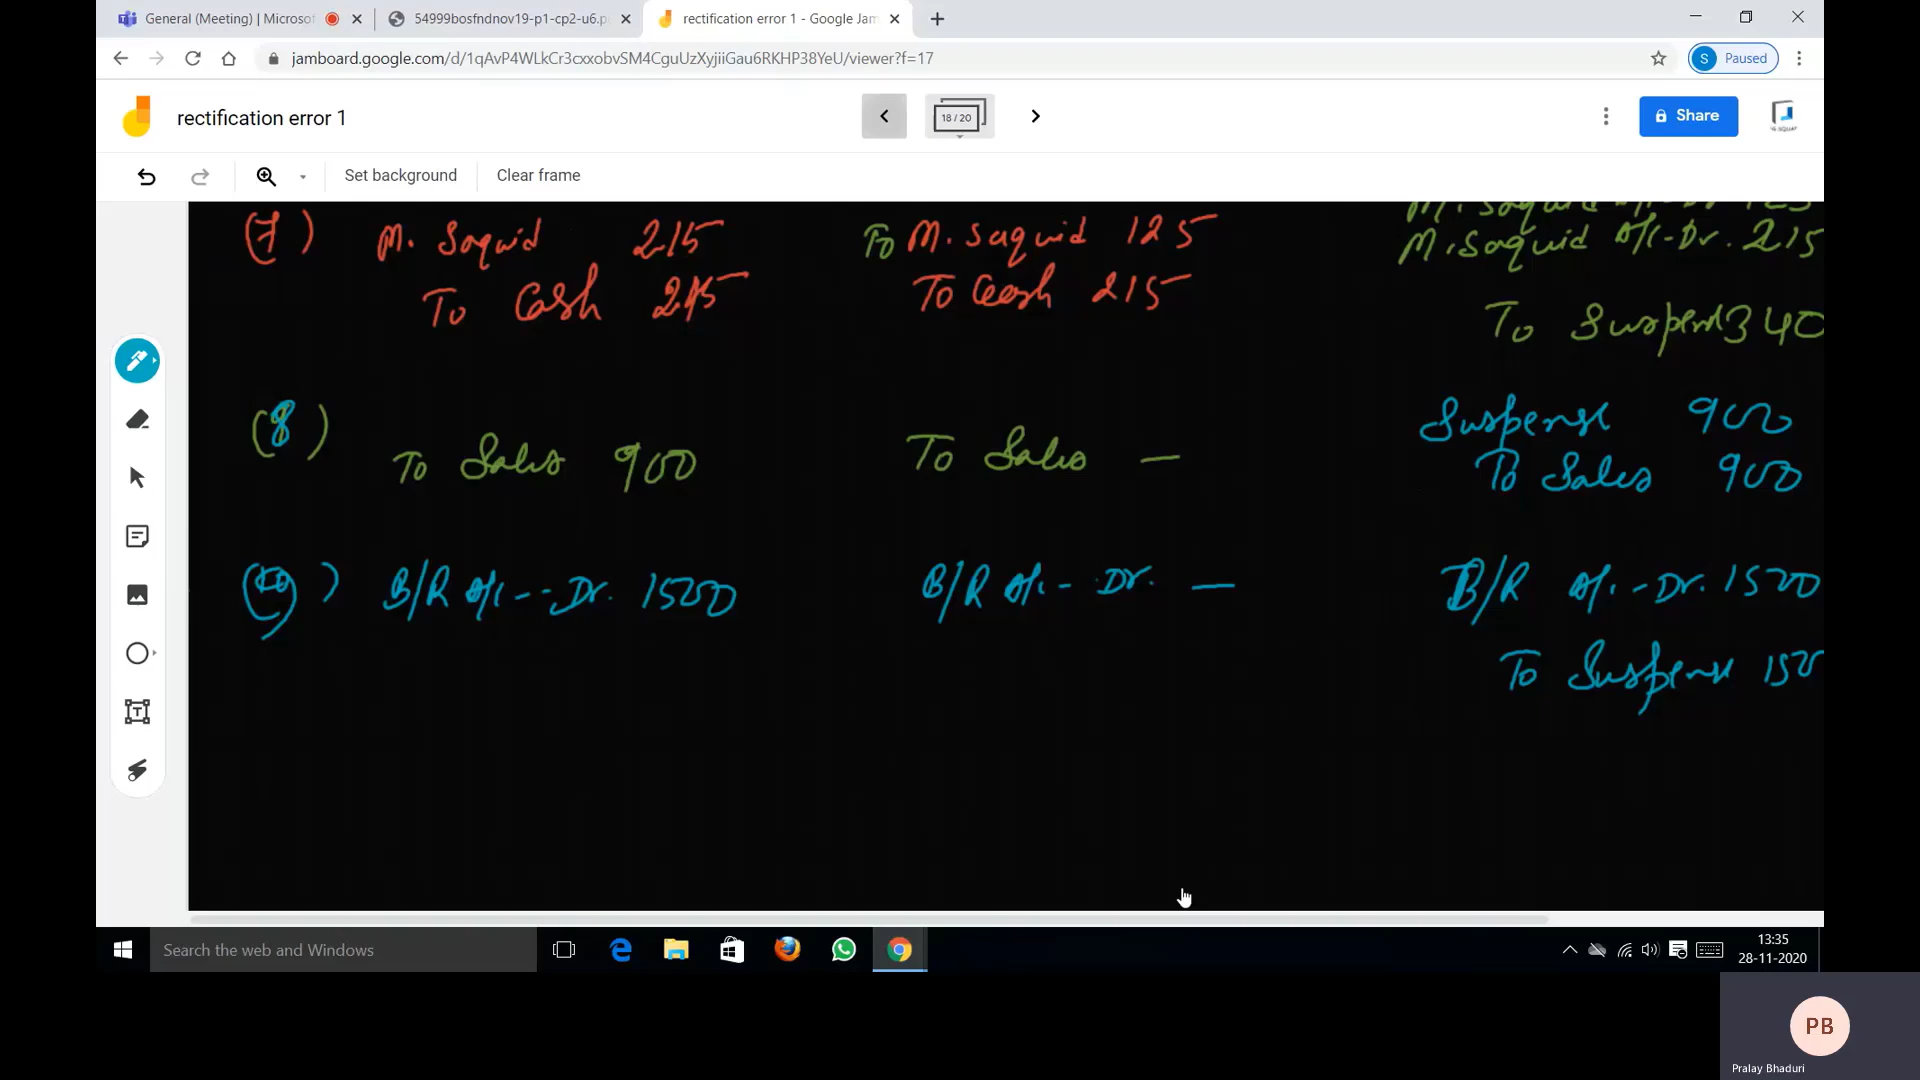 General (Meeting) | Microsof
54999bosfndnov19-p1-cp2-u6.p
rectification error 1 - Google Jam
jamboard.google.com/d/1qAvP4WLkCr3cxxobvSM4CguUzXyjiiGau6RKHP38YeU/viewer?f=17
S Paused
rectification error 1
18 / 20
Share
Set background
Clear frame
(7) M. Saquid 215 To M. saquid 125
M.Saquid A/c-Dr. 215
To Cash 215 To Cash 215
To Suspens 340
(8) To Sales 900 To Sales — Suspense 900
To Sales 900
B/R A/c--Dr. 1500 B/R A/c- Dr. — B/R A/c-Dr. 1500
To Suspense 150
Search the web and Windows
13:35
28-11-2020
PB
Pralay Bhaduri